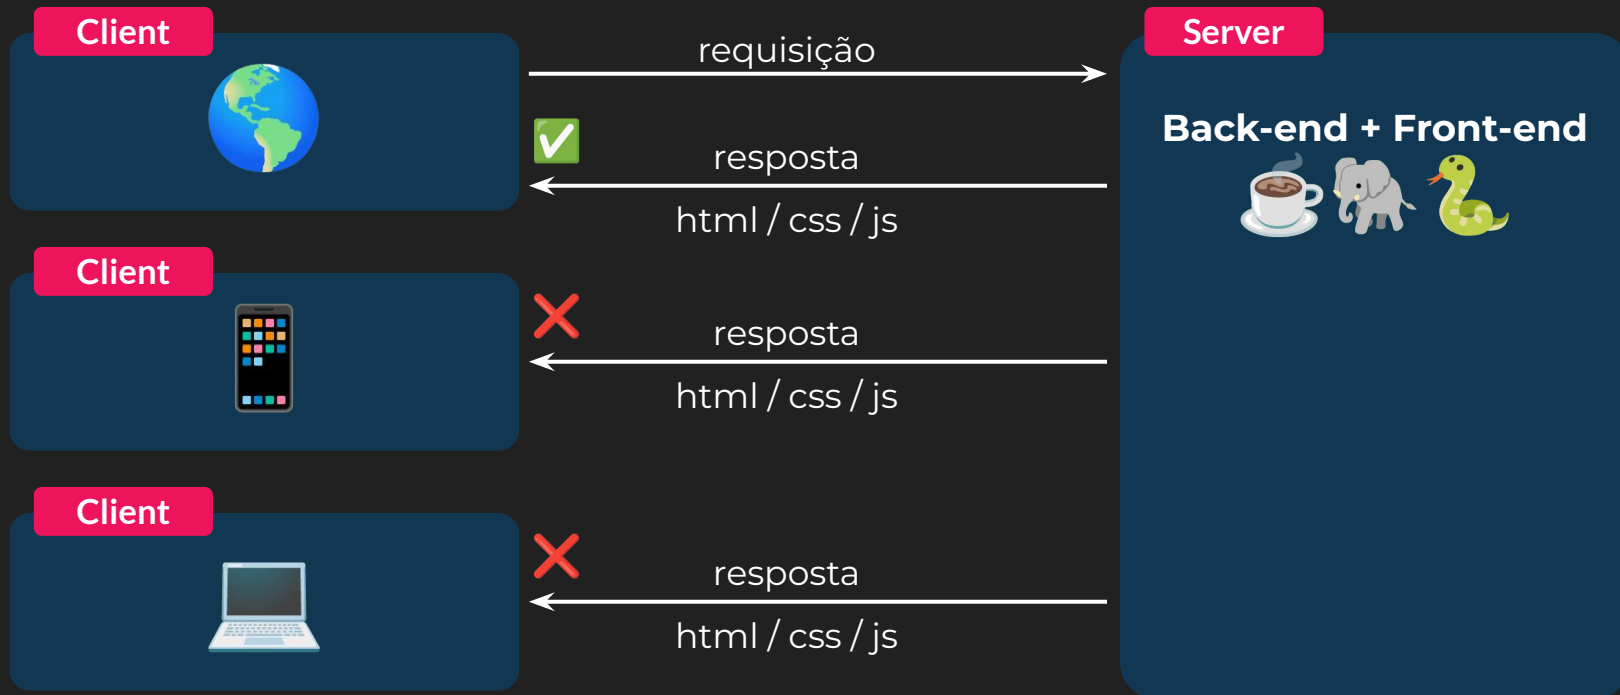 Client
requisição
resposta
html / css / js
Client
resposta
html / css / js
Client
resposta
html / css / js
Server
Back-end + Front-end